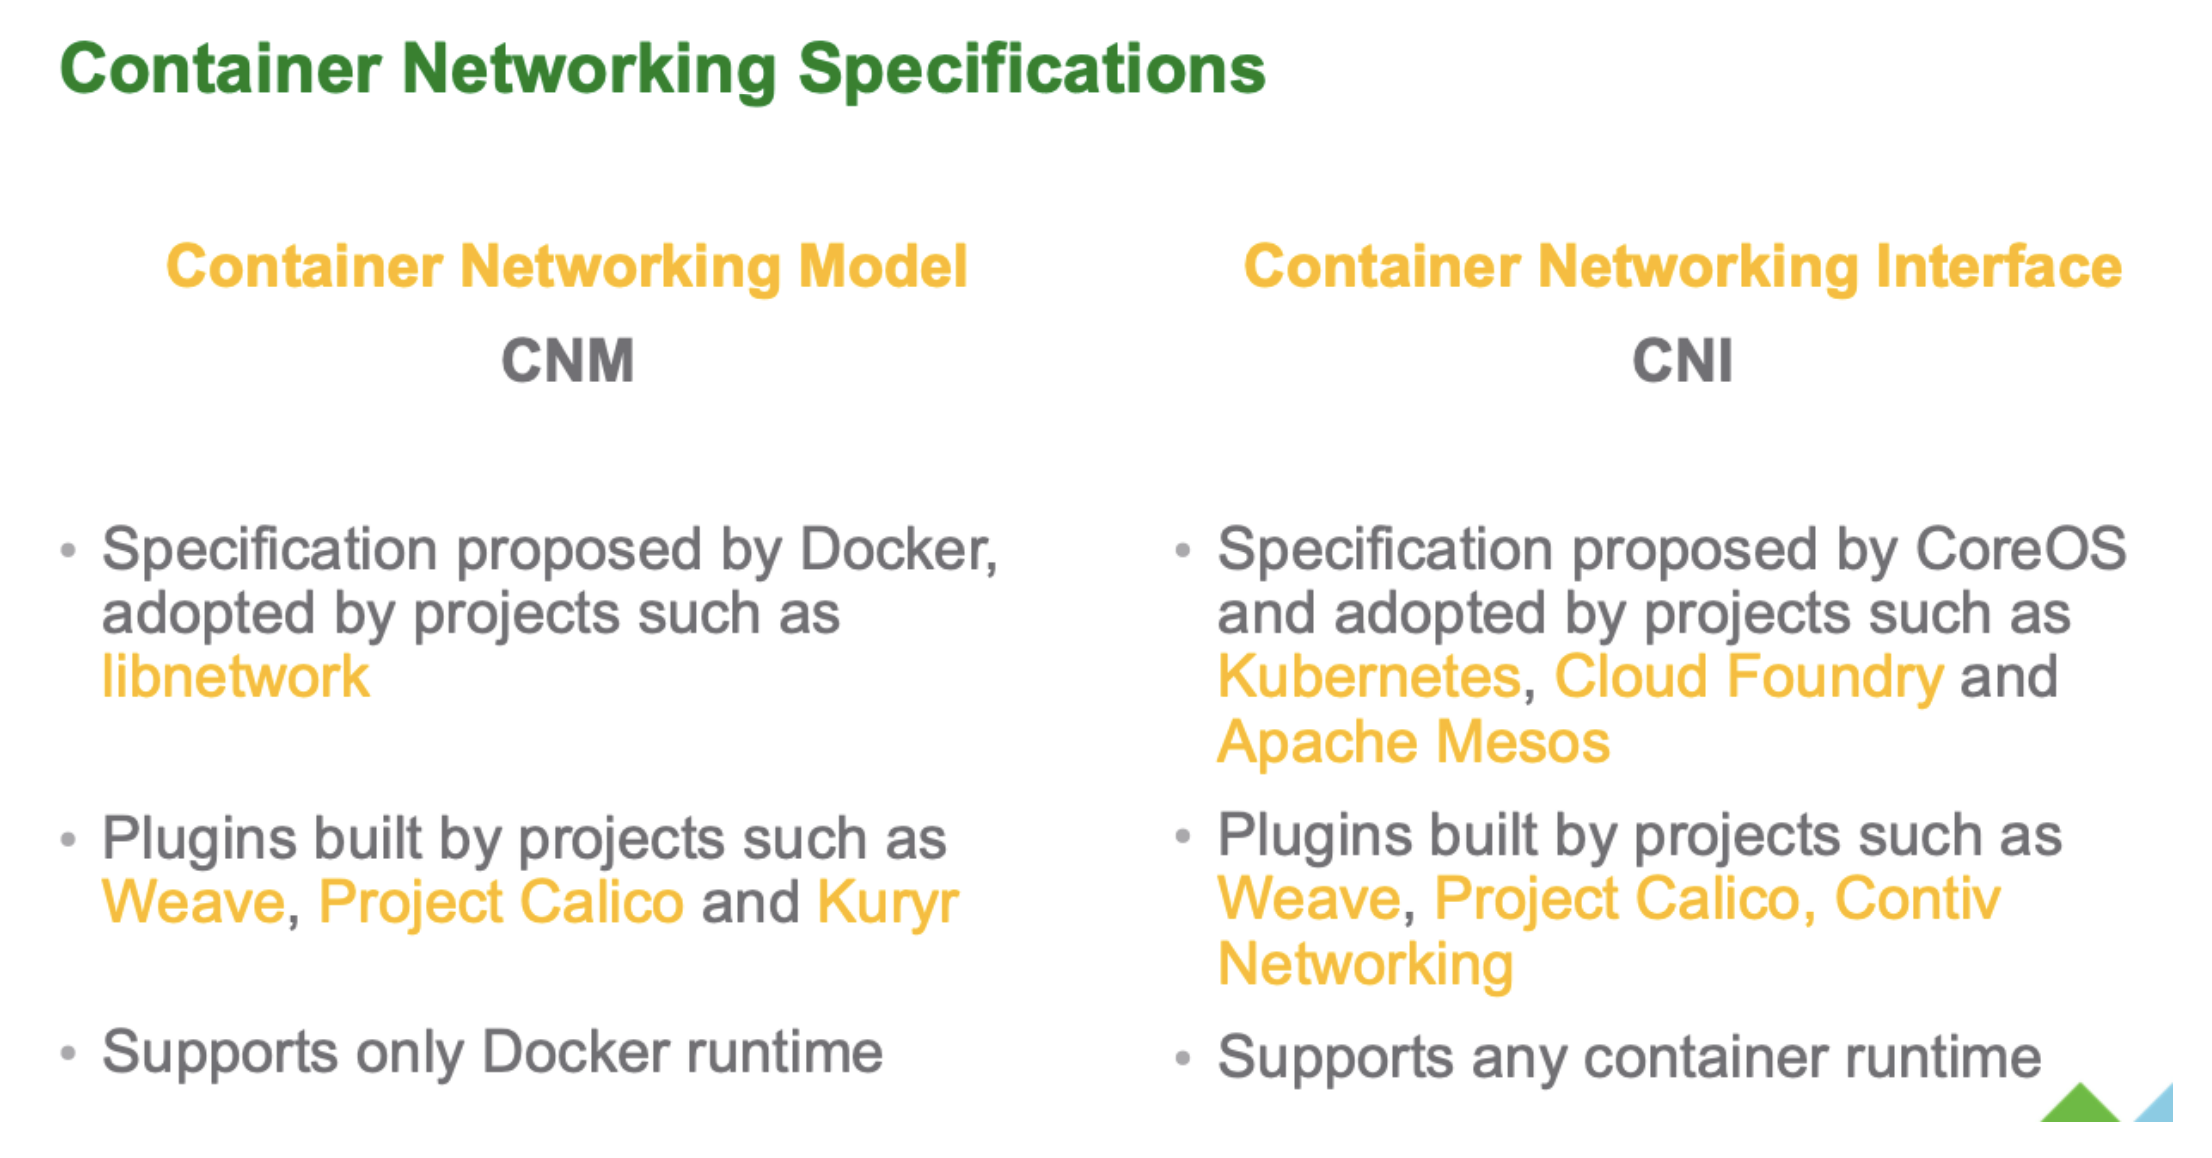 Container Networking Specifications
Container Networking Model
CNM
• Specification proposed by Docker,
adopted by projects such as
libnetwork
• Plugins built by projects such as
Weave, Project Calico and Kuryr
• Supports only Docker runtime
Container Networking Interface
CNI
• Specification proposed by CoreOS
and adopted by projects such as
Kubernetes, Cloud Foundry and
Apache Mesos
• Plugins built by projects such as
Weave, Project Calico, Contiv
Networking
• Supports any container runtime